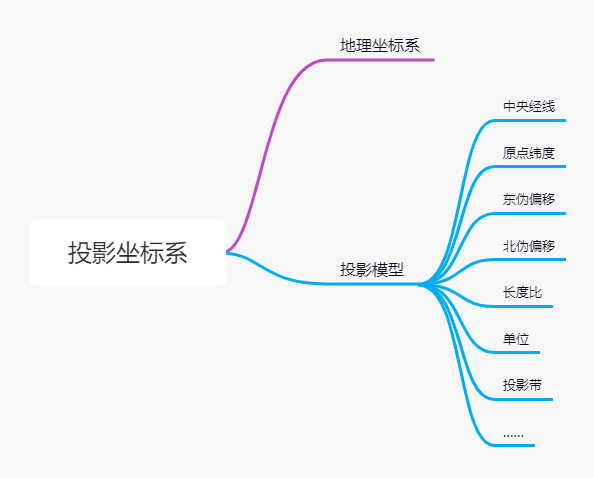 投影坐标系
地理坐标系
投影模型
中央经线
原点纬度
东伪偏移
北伪偏移
长度比
单位
投影带
......